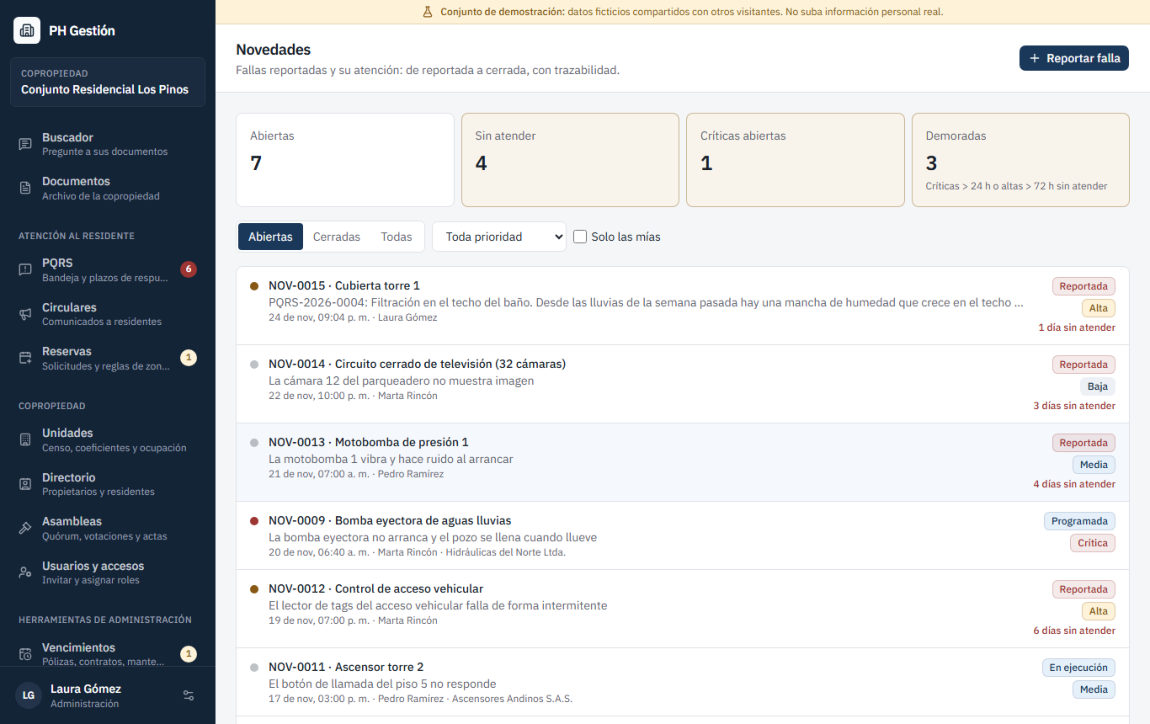 PH Gestión
COPROPIEDAD
Conjunto Residencial Los Pinos
Buscador
Pregunte a sus documentos
Documentos
Archivo de la copropiedad
ATENCIÓN AL RESIDENTE
PQRS
Bandeja y plazos de respu...
6
Circulares
Comunicados a residentes
Reservas
Solicitudes y reglas de zon...
1
COPROPIEDAD
Unidades
Censo, coeficientes y ocupación
Directorio
Propietarios y residentes
Asambleas
Quórum, votaciones y actas
Usuarios y accesos
Invitar y asignar roles
HERRAMIENTAS DE ADMINISTRACIÓN
Vencimientos
Pólizas, contratos, mante...
1
LG
Laura Gómez
Administración
Conjunto de demostración: datos ficticios compartidos con otros visitantes. No suba información personal real.
Novedades
Fallas reportadas y su atención: de reportada a cerrada, con trazabilidad.
+ Reportar falla
Abiertas
7
Sin atender
4
Críticas abiertas
1
Demoradas
3
Críticas > 24 h o altas > 72 h sin atender
Abiertas Cerradas Todas Toda prioridad Solo las mías
NOV-0015 · Cubierta torre 1
PQRS-2026-0004: Filtración en el techo del baño. Desde las lluvias de la semana pasada hay una mancha de humedad que crece en el techo ...
24 de nov, 09:04 p. m. · Laura Gómez
Reportada
Alta
1 día sin atender
NOV-0014 · Circuito cerrado de televisión (32 cámaras)
La cámara 12 del parqueadero no muestra imagen
22 de nov, 10:00 p. m. · Marta Rincón
Reportada
Baja
3 días sin atender
NOV-0013 · Motobomba de presión 1
La motobomba 1 vibra y hace ruido al arrancar
21 de nov, 07:00 a. m. · Pedro Ramírez
Reportada
Media
4 días sin atender
NOV-0009 · Bomba eyectora de aguas lluvias
La bomba eyectora no arranca y el pozo se llena cuando llueve
20 de nov, 06:40 a. m. · Marta Rincón · Hidráulicas del Norte Ltda.
Programada
Crítica
NOV-0012 · Control de acceso vehicular
El lector de tags del acceso vehicular falla de forma intermitente
19 de nov, 07:00 p. m. · Marta Rincón
Reportada
Alta
6 días sin atender
NOV-0011 · Ascensor torre 2
El botón de llamada del piso 5 no responde
17 de nov, 03:00 p. m. · Pedro Ramírez · Ascensores Andinos S.A.S.
En ejecución
Media